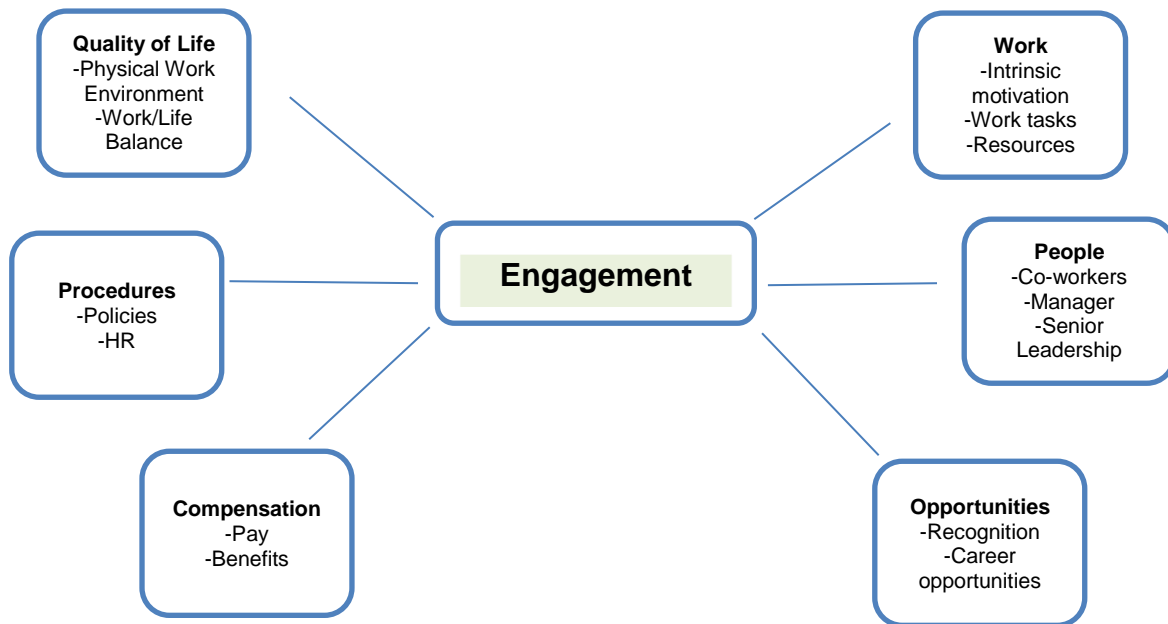 Quality of Life
-Physical Work
Environment
-Work/Life
Balance
Work
-Intrinsic
motivation
-Work tasks
-Resources
Engagement
Procedures
-Policies
-HR
People
-Co-workers
-Manager
-Senior
Leadership
Compensation
-Pay
-Benefits
Opportunities
-Recognition
-Career
opportunities